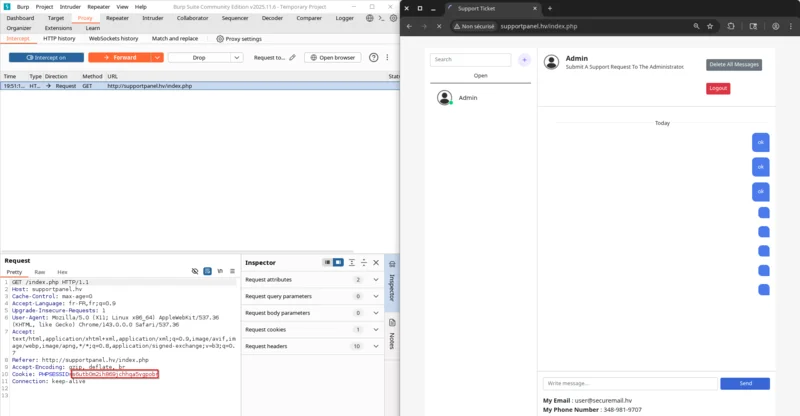 Burp Project Intruder Repeater View Help
Burp Suite Community Edition v2025.11.6 - Temporary Project
Dashboard Target Proxy Repeater Intruder Collaborator Sequencer Decoder Comparer Logger
Organizer Extensions Learn
Intercept HTTP history WebSockets history Match and replace Proxy settings
Intercept on Forward Drop Request to... Open browser
Time Type Direction Method URL Stat
19:51:1... HT... → Request GET http://supportpanel.hv/index.php
Request
Pretty Raw Hex
1 GET /index.php HTTP/1.1
2 Host: supportpanel.hv
3 Cache-Control: max-age=0
4 Accept-Language: fr-FR,fr;q=0.9
5 Upgrade-Insecure-Requests: 1
6 User-Agent: Mozilla/5.0 (X11; Linux x86_64) AppleWebKit/537.36
(KHTML, like Gecko) Chrome/143.0.0.0 Safari/537.36
7 Accept:
text/html,application/xhtml+xml,application/xml;q=0.9,image/avif,im
age/webp,image/apng,*/*;q=0.8,application/signed-exchange;v=b3;q=0.
7
8 Referer: http://supportpanel.hv/index.php
9 Accept-Encoding: gzip, deflate, br
10 Cookie: PHPSESSID=
11 Connection: keep-alive
12
13
Inspector
Request attributes 2
Request query parameters 0
Request body parameters 0
Request cookies 1
Request headers 10
Inspector
Notes
Support Ticket
Non sécurisé supportpanel.hv/index.php
Search
+
Open
Admin
Admin
Submit A Support Request To The Administrator.
Delete All Messages
Logout
Today
ok
ok
ok
Write message...
Send
My Email : user@securemail.hv
My Phone Number : 348-981-9707